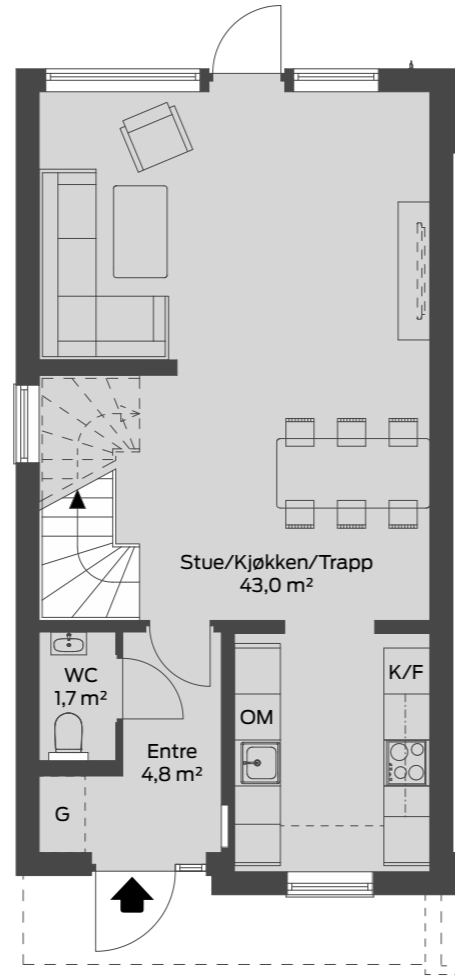 Stue/Kjøkken/Trapp
43,0 m²
WC
1,7 m²
K/F
OM
Entre
4,8 m²
G